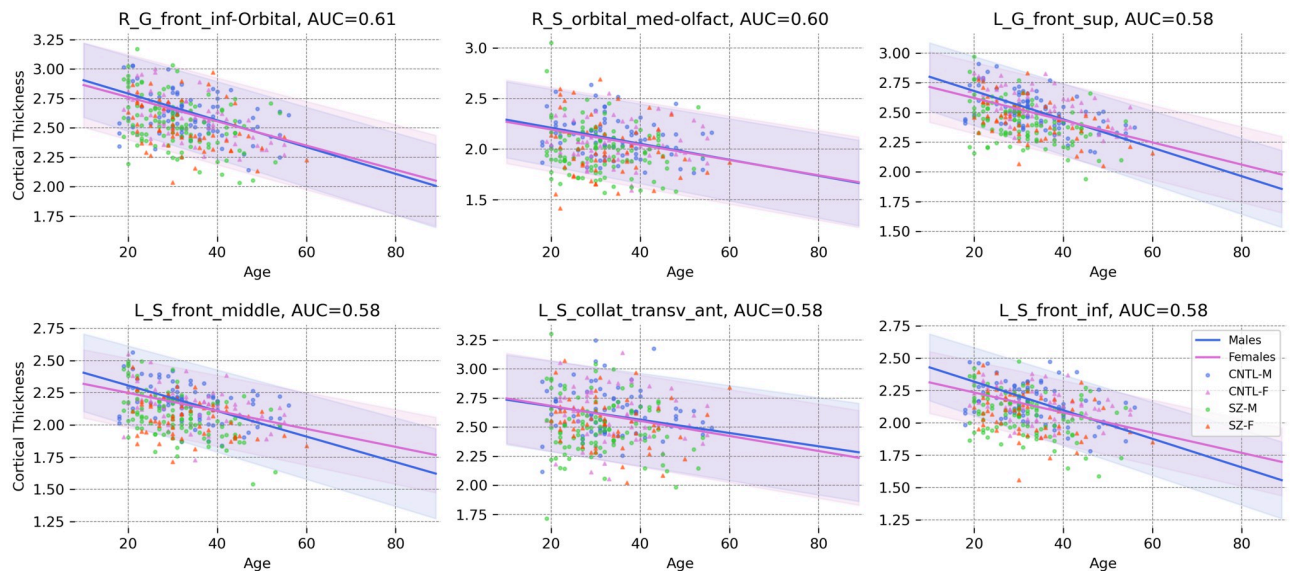 R_G_front_inf-Orbital, AUC=0.61
3.25
3.00
2.75
2.50
2.25
2.00
1.75
Cortical Thickness
20 40 60 80
Age
R_S_orbital_med-olfact, AUC=0.60
3.0
2.5
2.0
1.5
20 40 60 80
Age
L_G_front_sup, AUC=0.58
3.00
2.75
2.50
2.25
2.00
1.75
1.50
20 40 60 80
Age
L_S_front_middle, AUC=0.58
2.75
2.50
2.25
2.00
1.75
1.50
1.25
Cortical Thickness
20 40 60 80
Age
L_S_collat_transv_ant, AUC=0.58
3.25
3.00
2.75
2.50
2.25
2.00
1.75
20 40 60 80
Age
L_S_front_inf, AUC=0.58
2.75
2.50
2.25
2.00
1.75
1.50
1.25
Males
Females
CNTL-M
CNTL-F
SZ-M
SZ-F
20 40 60 80
Age